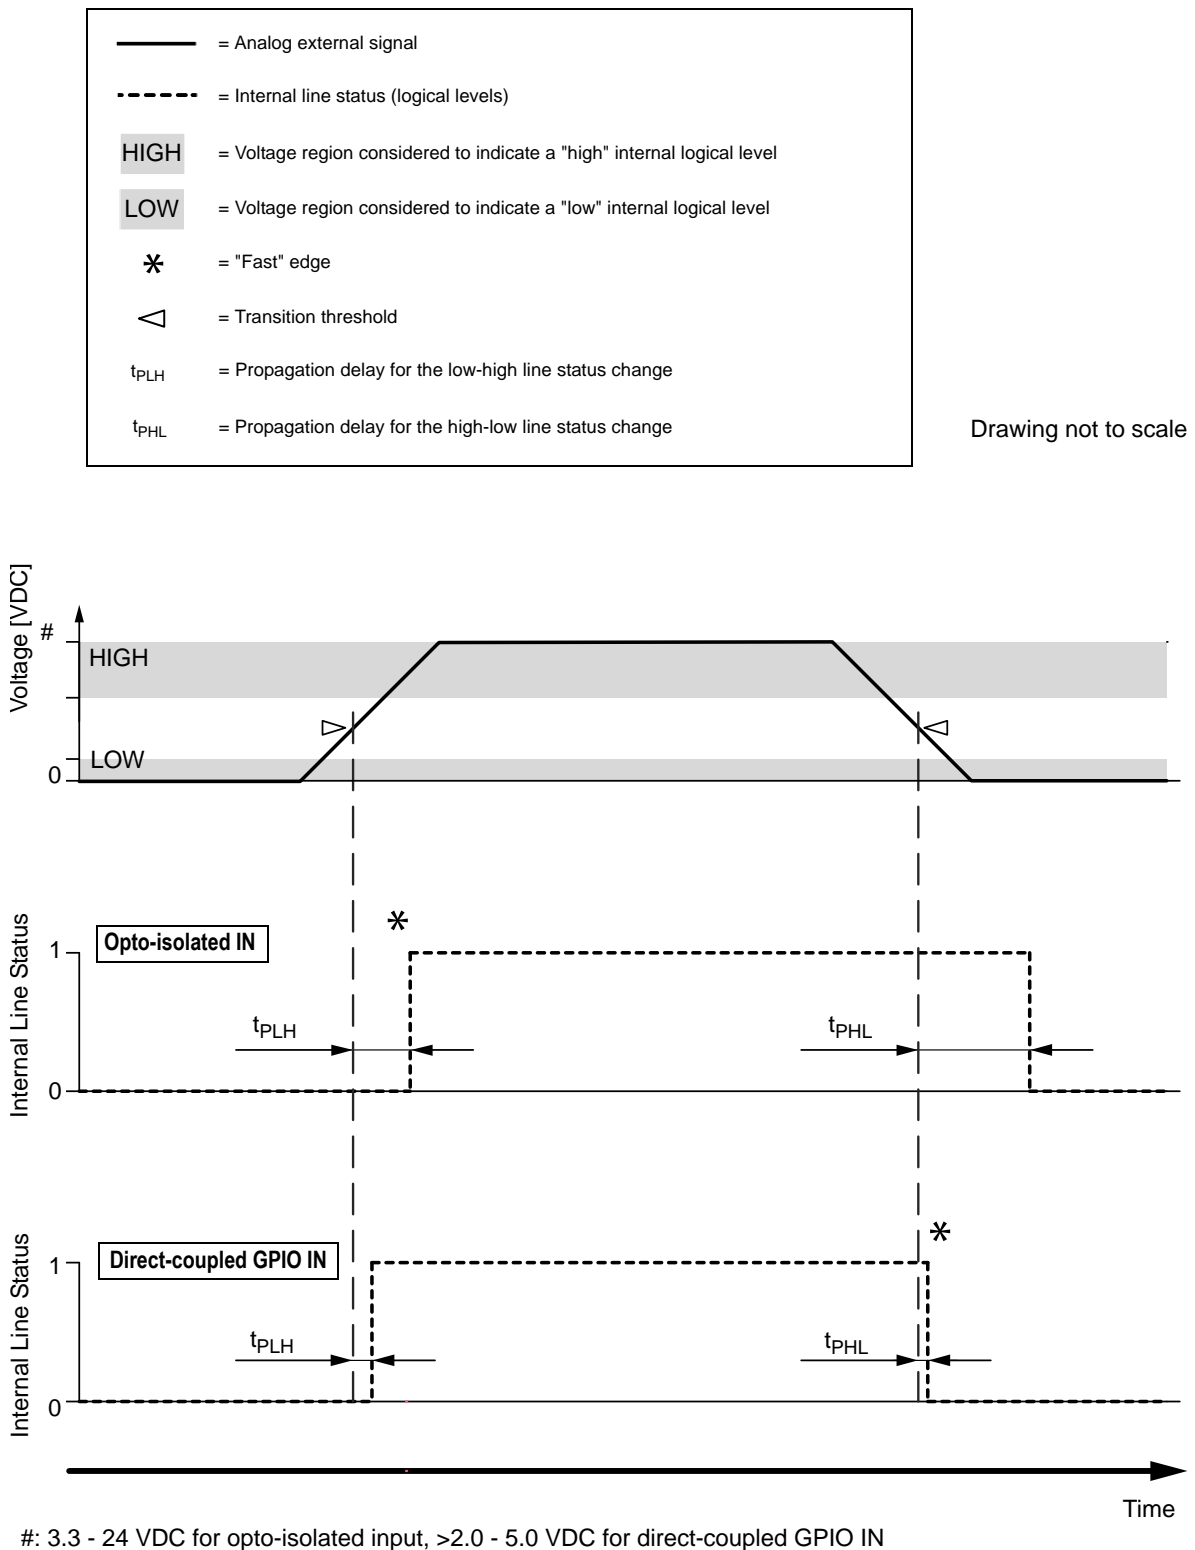 = Analog external signal
= Internal line status (logical levels)
HIGH = Voltage region considered to indicate a "high" internal logical level
LOW = Voltage region considered to indicate a "low" internal logical level
* = "Fast" edge
= Transition threshold
tPLH = Propagation delay for the low-high line status change
tPHL = Propagation delay for the high-low line status change
Drawing not to scale
Voltage [VDC]
#
HIGH
LOW
0
Internal Line Status
*
1
Opto-isolated IN
tPLH
tPHL
0
Internal Line Status
*
1
Direct-coupled GPIO IN
tPLH
tPHL
0
Time
#: 3.3 - 24 VDC for opto-isolated input, >2.0 - 5.0 VDC for direct-coupled GPIO IN